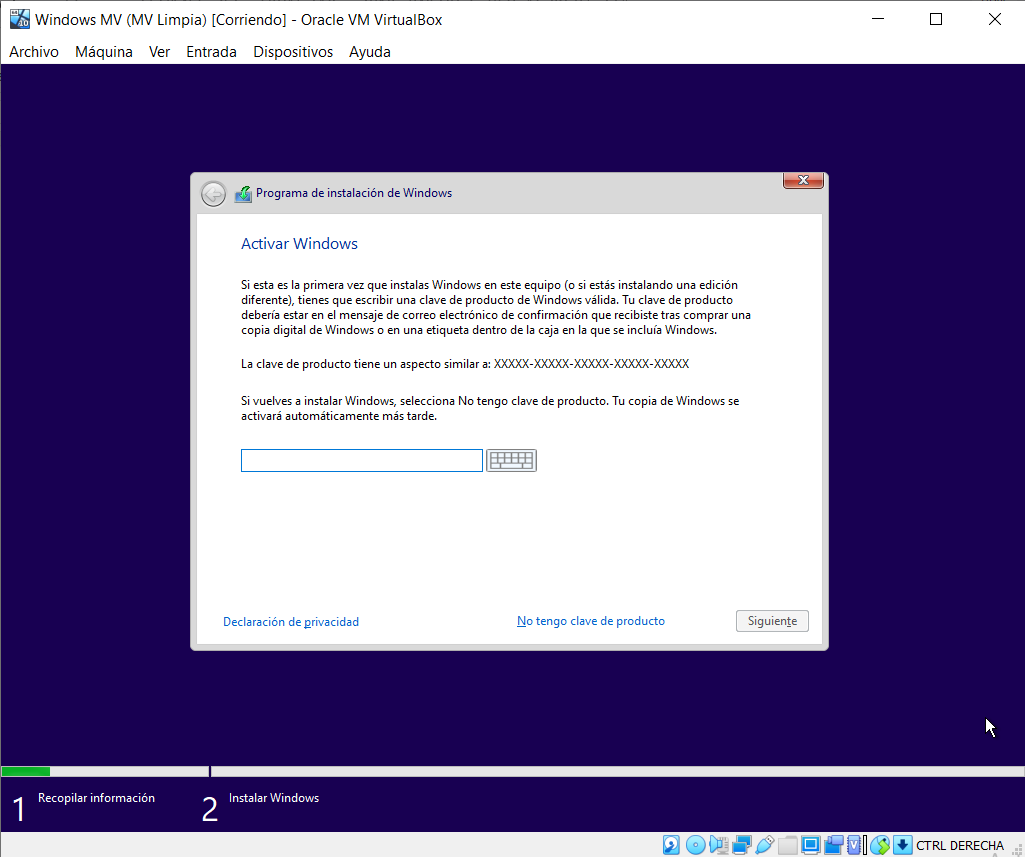 Windows MV (MV Limpia) [Corriendo] - Oracle VM VirtualBox
Archivo Máquina Ver Entrada Dispositivos Ayuda
Programa de instalación de Windows
Activar Windows
Si esta es la primera vez que instalas Windows en este equipo (o si estás instalando una edición
diferente), tienes que escribir una clave de producto de Windows válida. Tu clave de producto
debería estar en el mensaje de correo electrónico de confirmación que recibiste tras comprar una
copia digital de Windows o en una etiqueta dentro de la caja en la que se incluía Windows.
La clave de producto tiene un aspecto similar a: XXXXX-XXXXX-XXXXX-XXXXX-XXXXX
Si vuelves a instalar Windows, selecciona No tengo clave de producto. Tu copia de Windows se
activará automáticamente más tarde.
Declaración de privacidad No tengo clave de producto Siguiente
1 Recopilar información 2 Instalar Windows
CTRL DERECHA